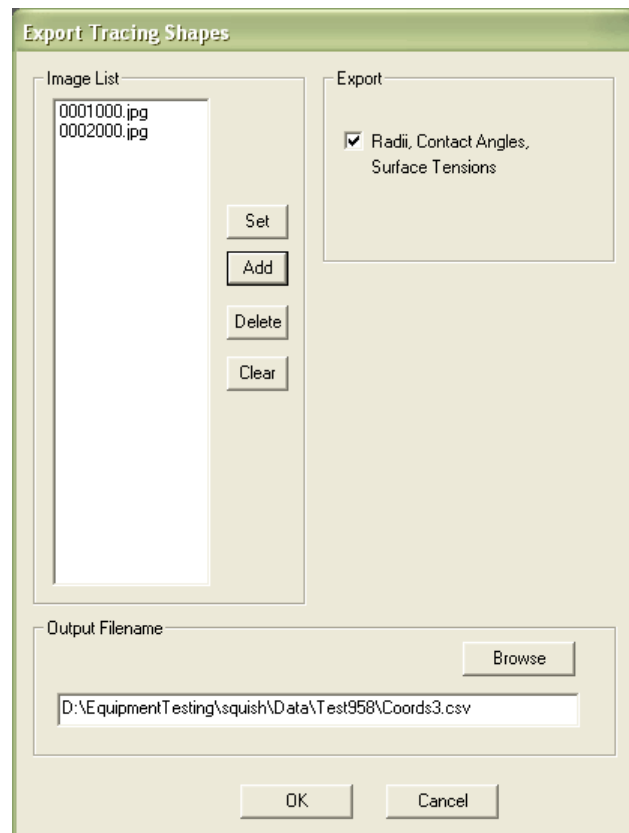 Export Tracing Shapes
Image List
0001000.jpg
0002000.jpg
Set
Add
Delete
Clear
Export
Radii, Contact Angles,
Surface Tensions
Output Filename
Browse
D:\EquipmentTesting\squish\Data\Test958\Coords3.csv
OK
Cancel